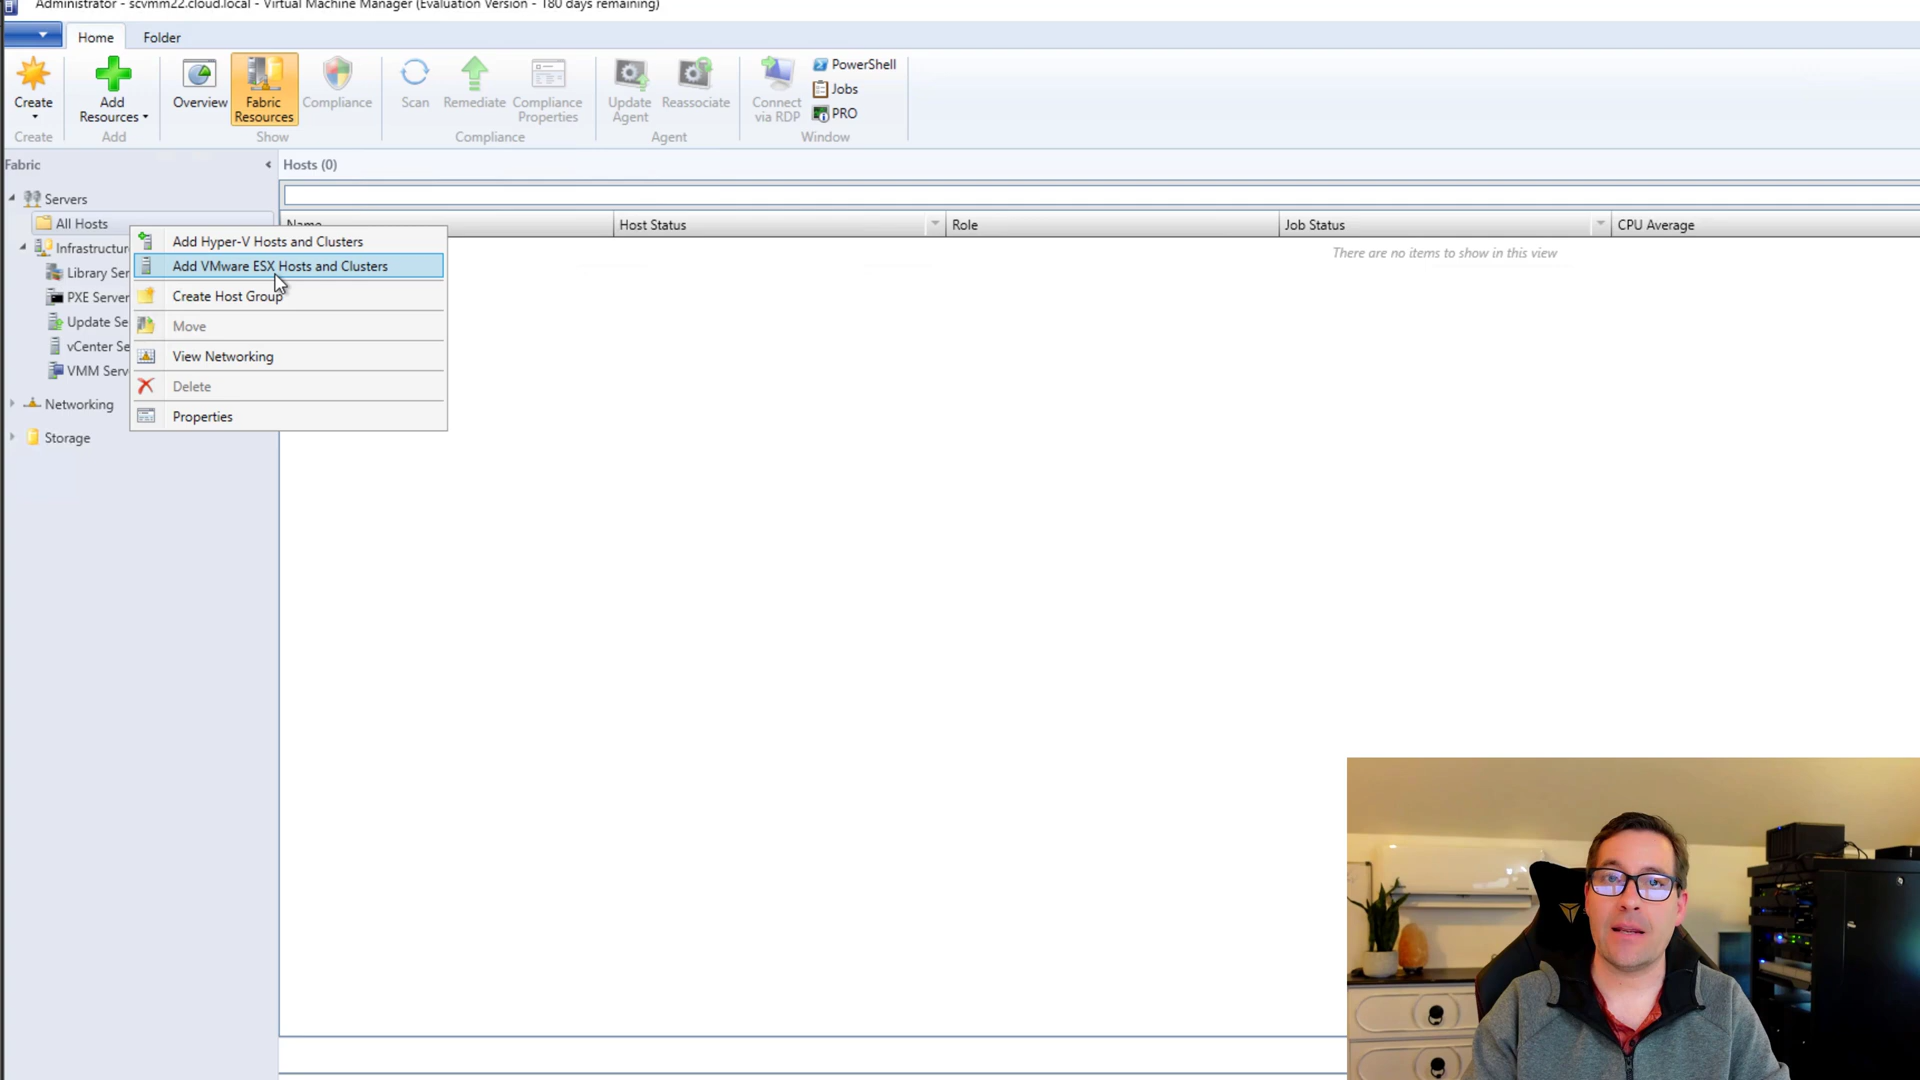 Administrator - scvmm22.cloud.local - Virtual Machine Manager (Evaluation Version - 180 days remaining)
Home
Folder
Create
Add Resources
Overview
Fabric Resources
Compliance
Scan
Remediate
Compliance Properties
Update Agent
Reassociate
Connect via RDP
PowerShell
Jobs
PRO
Create
Add
Show
Compliance
Agent
Window
Fabric
Servers
All Hosts
Infrastructur
Library Ser
PXE Server
Update Se
vCenter Se
VMM Serv
Networking
Storage
Add Hyper-V Hosts and Clusters
Add VMware ESX Hosts and Clusters
Create Host Group
Move
View Networking
Delete
Properties
Hosts (0)
Name
Host Status
Role
Job Status
CPU Average
There are no items to show in this view